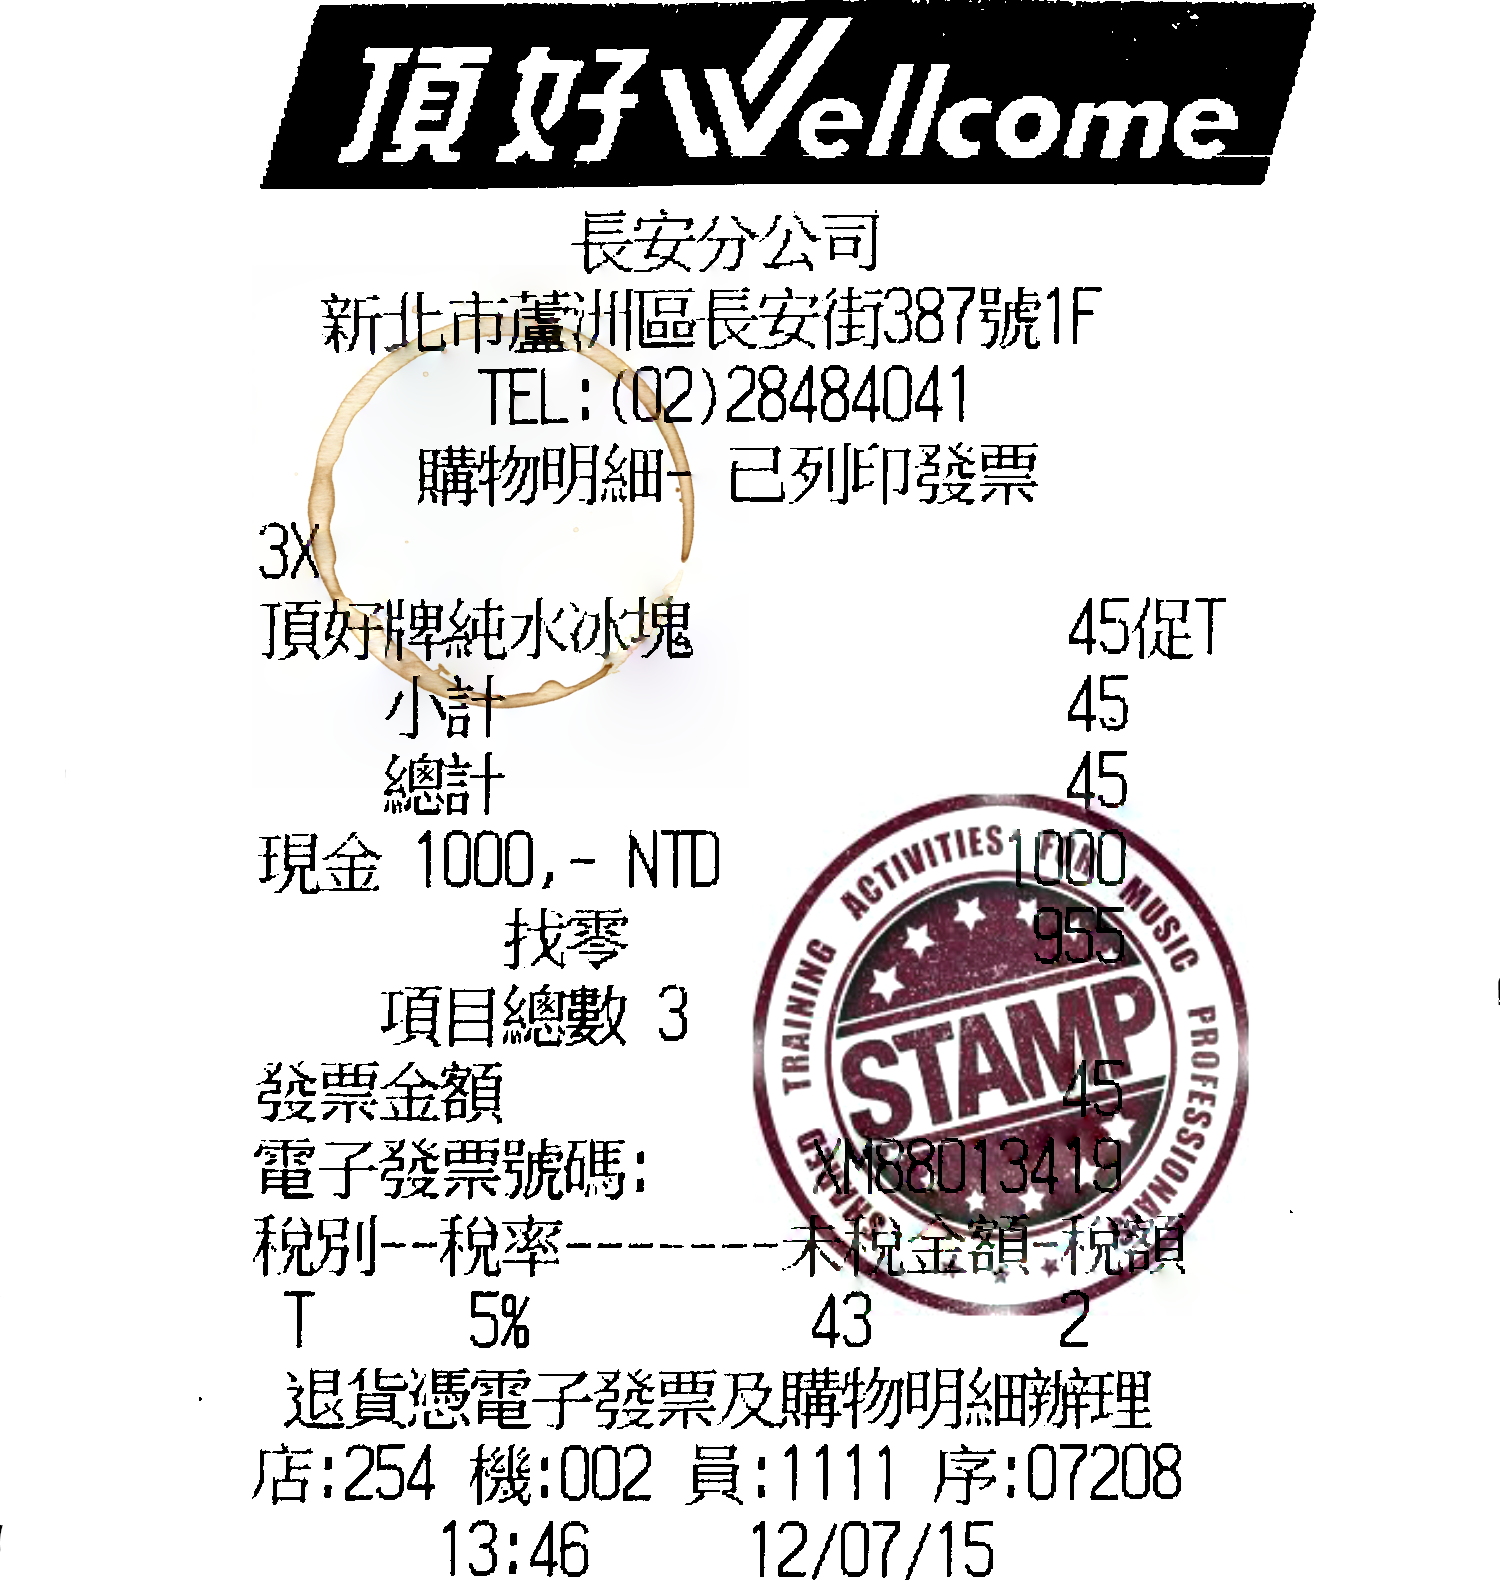 頂好Wellcome
長安分公司
新北市蘆洲區長安街387號1F
TEL:(02)28484041
購物明細- 已列印發票
3X
頂好牌純水冰塊 45促T
小計 45
總計 45
現金 1000,- NTD 1000
找零 955
項目總數 3
發票金額 45
電子發票號碼: XM88013419
稅別--稅率-------未稅金額-稅額
T 5% 43 2
退貨憑電子發票及購物明細辦理
店:254 機:002 員:1111 序:07208
13:46 12/07/15
TRAINING ACTIVITIES FOR MUSIC PROFESSIONALS
STAMP